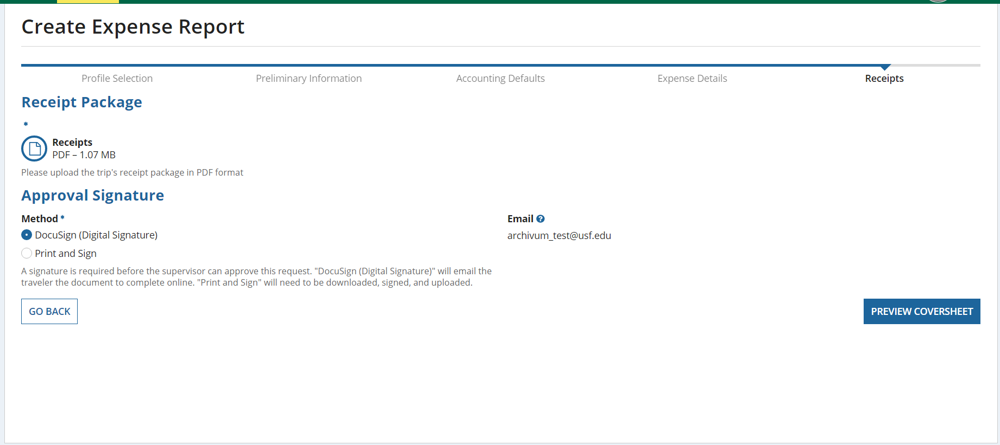 Create Expense Report
Profile Selection
Preliminary Information
Accounting Defaults
Expense Details
Receipts
Receipt Package
*
Receipts
PDF – 1.07 MB
Please upload the trip's receipt package in PDF format
Approval Signature
Method *
DocuSign (Digital Signature)
Print and Sign
A signature is required before the supervisor can approve this request. "DocuSign (Digital Signature)" will email the
traveler the document to complete online. "Print and Sign" will need to be downloaded, signed, and uploaded.
Email ?
archivum_test@usf.edu
GO BACK
PREVIEW COVERSHEET